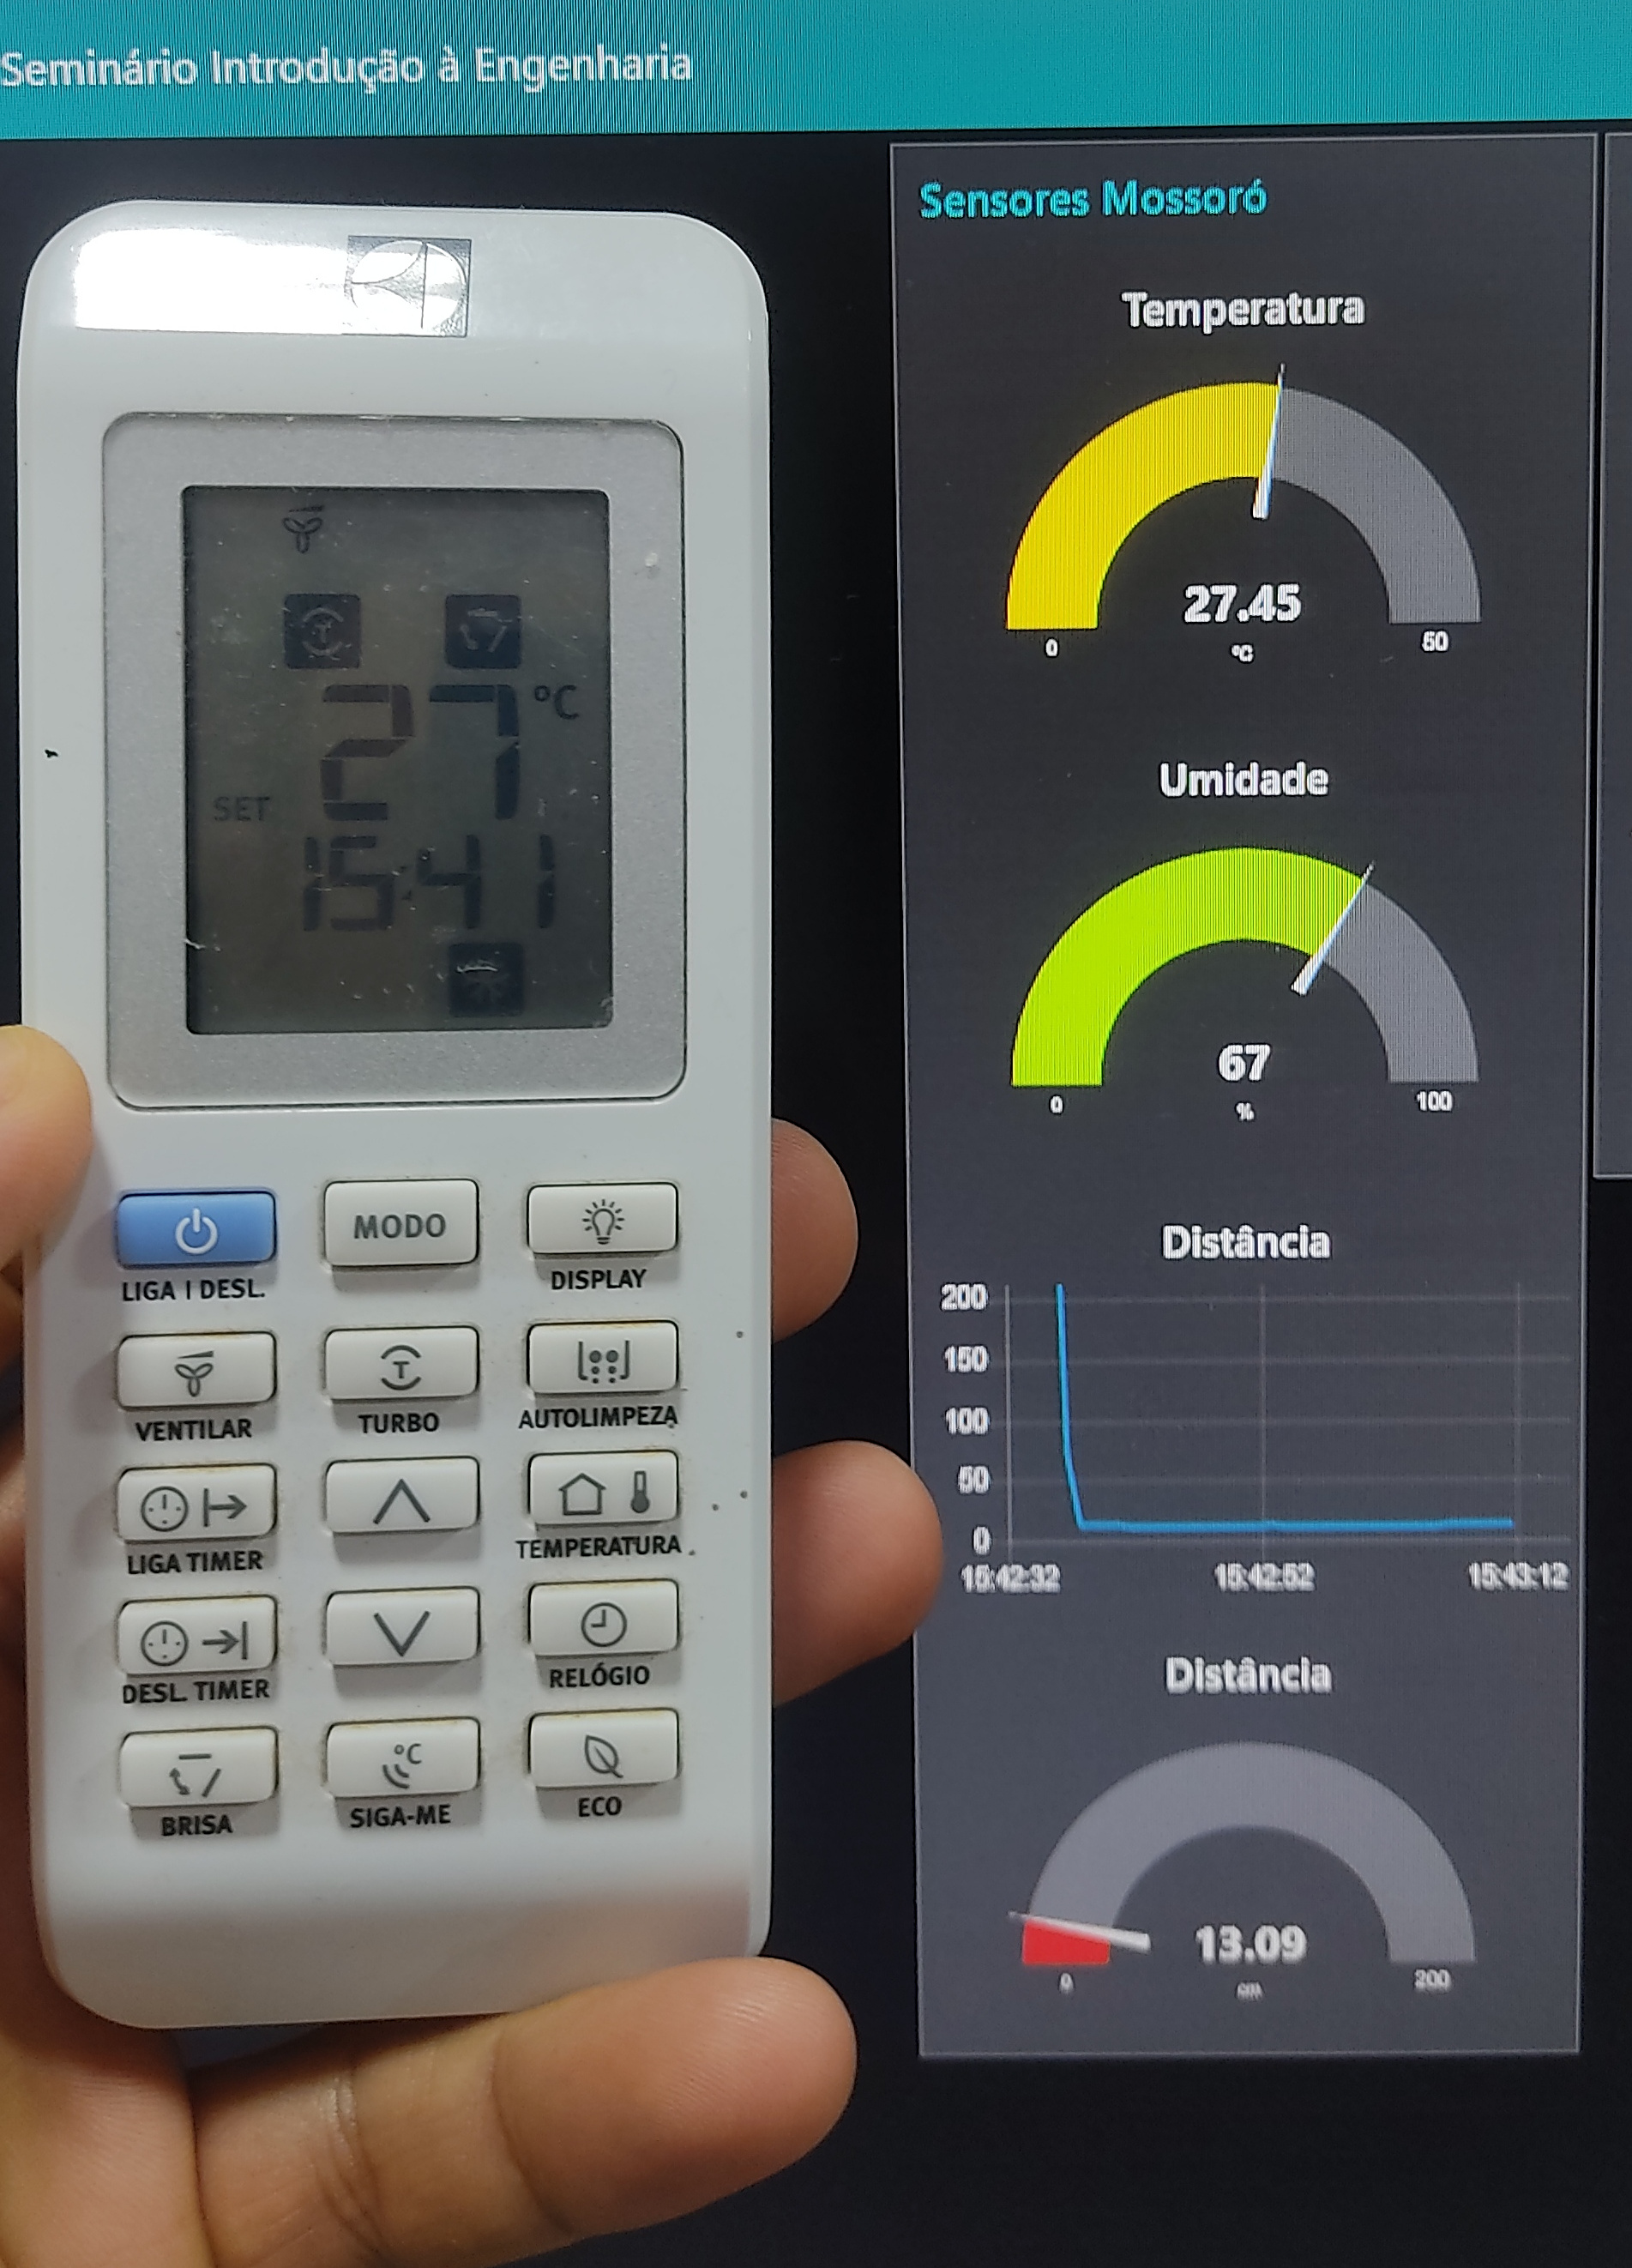 Seminário Introdução à Engenharia
27 °C
SET
15:41
LIGA | DESL.
MODO
DISPLAY
VENTILAR
T
TURBO
AUTOLIMPEZA
LIGA TIMER
TEMPERATURA
DESL. TIMER
RELÓGIO
BRISA
°C
SIGA-ME
ECO
Sensores Mossoró
Temperatura
27.45
0
ºC
50
Umidade
67
0
%
100
Distância
200
150
100
50
0
15:42:32
15:42:52
15:43:12
Distância
13.09
0
cm
200